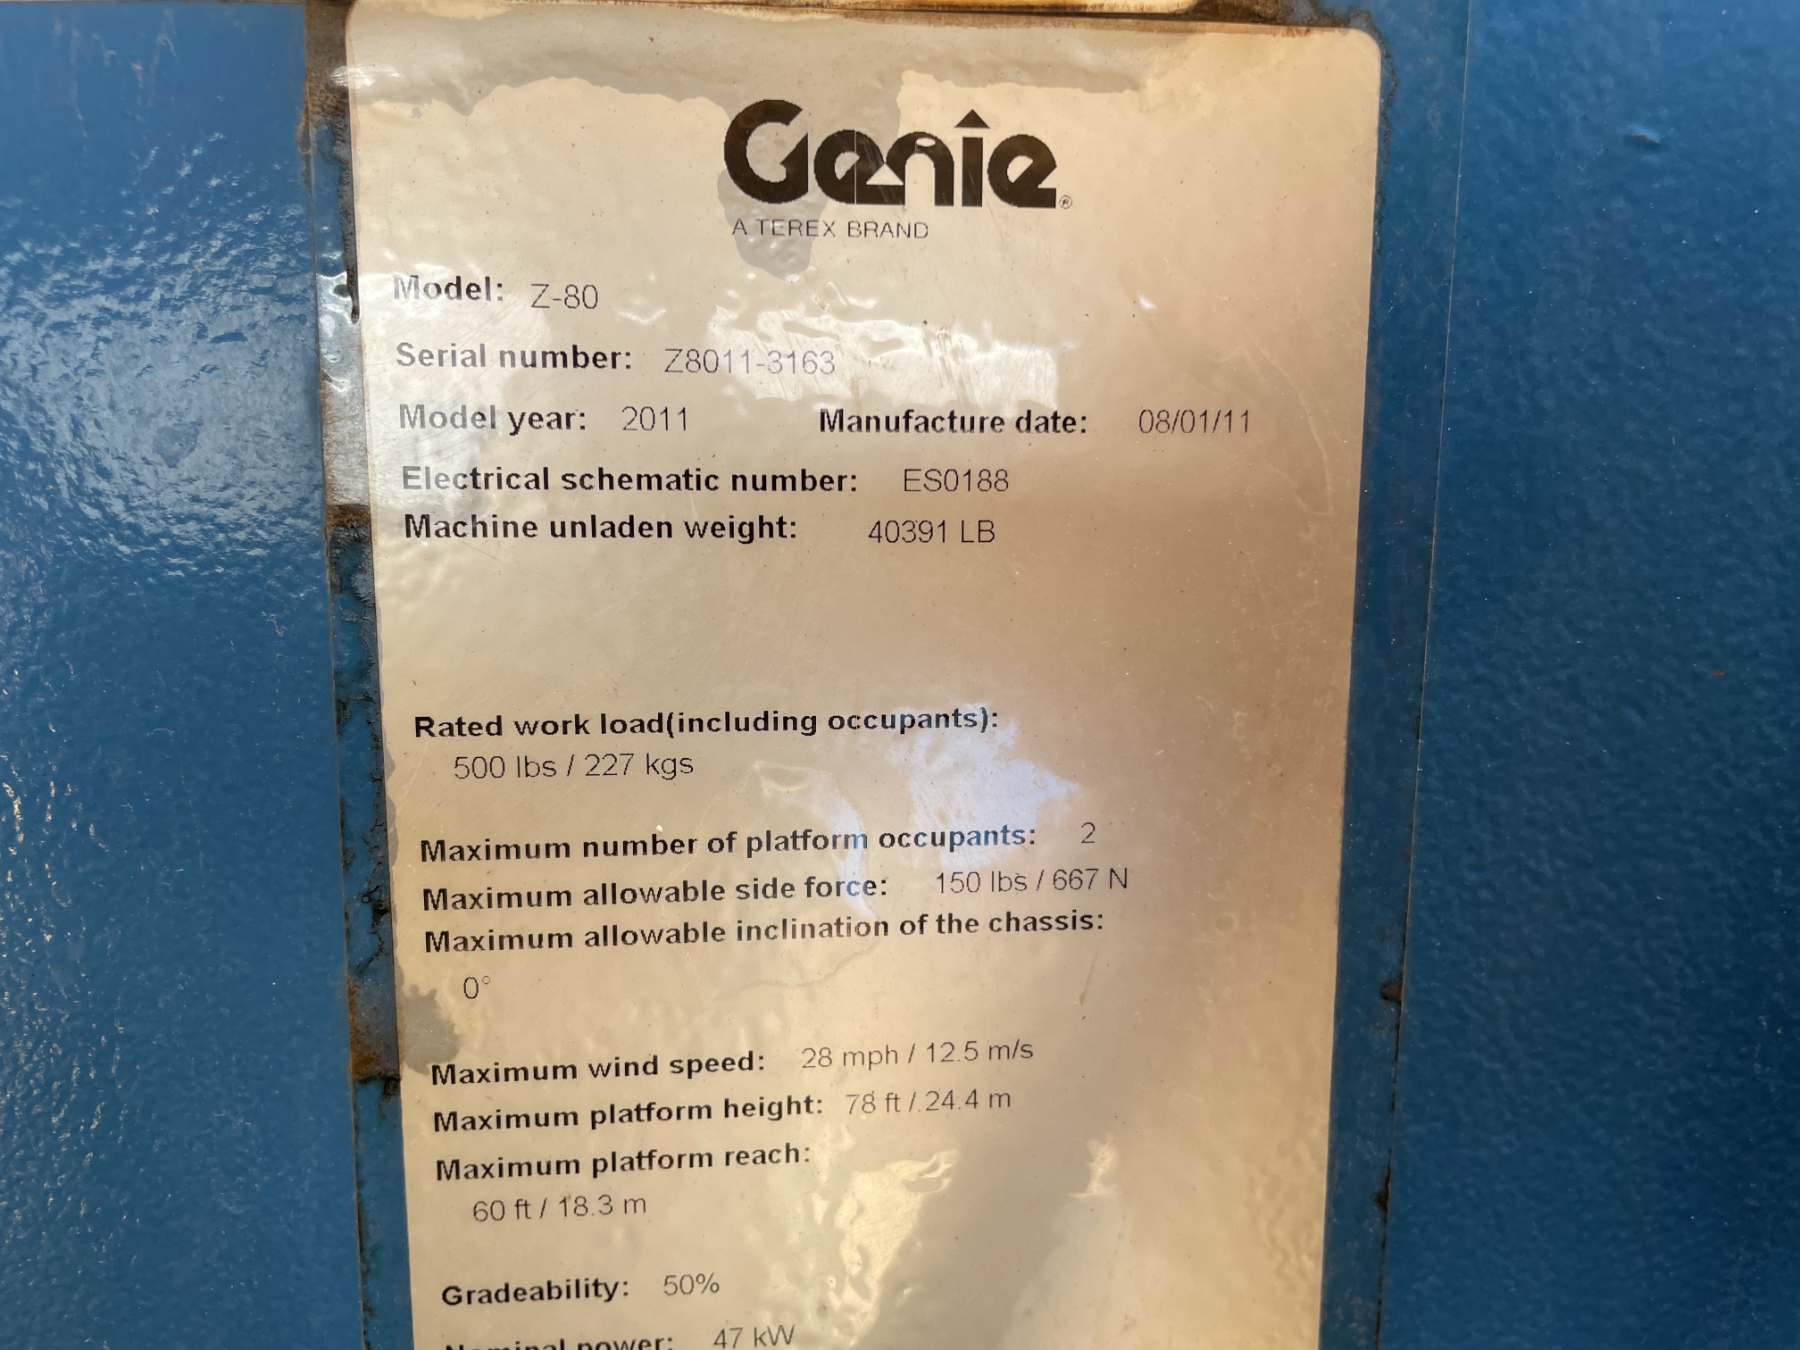 Genie®
A TEREX BRAND
Model: Z-80
Serial number: Z8011-3163
Model year: 2011 Manufacture date: 08/01/11
Electrical schematic number: ES0188
Machine unladen weight: 40391 LB
Rated work load(including occupants):
500 lbs / 227 kgs
Maximum number of platform occupants: 2
Maximum allowable side force: 150 lbs / 667 N
Maximum allowable inclination of the chassis:
0°
Maximum wind speed: 28 mph / 12.5 m/s
Maximum platform height: 78 ft / 24.4 m
Maximum platform reach:
60 ft / 18.3 m
Gradeability: 50%
Nominal power: 47 kW